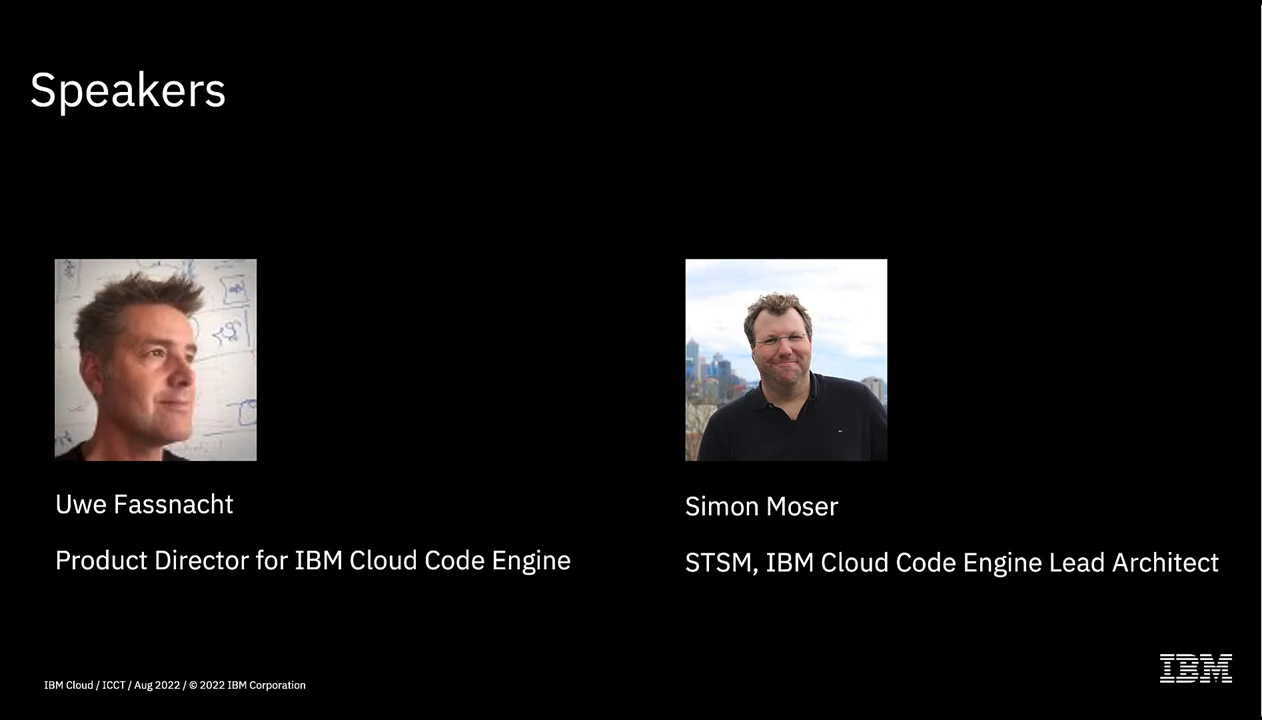 Speakers
Uwe Fassnacht
Product Director for IBM Cloud Code Engine
Simon Moser
STSM, IBM Cloud Code Engine Lead Architect
IBM Cloud / ICCT / Aug 2022 / © 2022 IBM Corporation
IBM